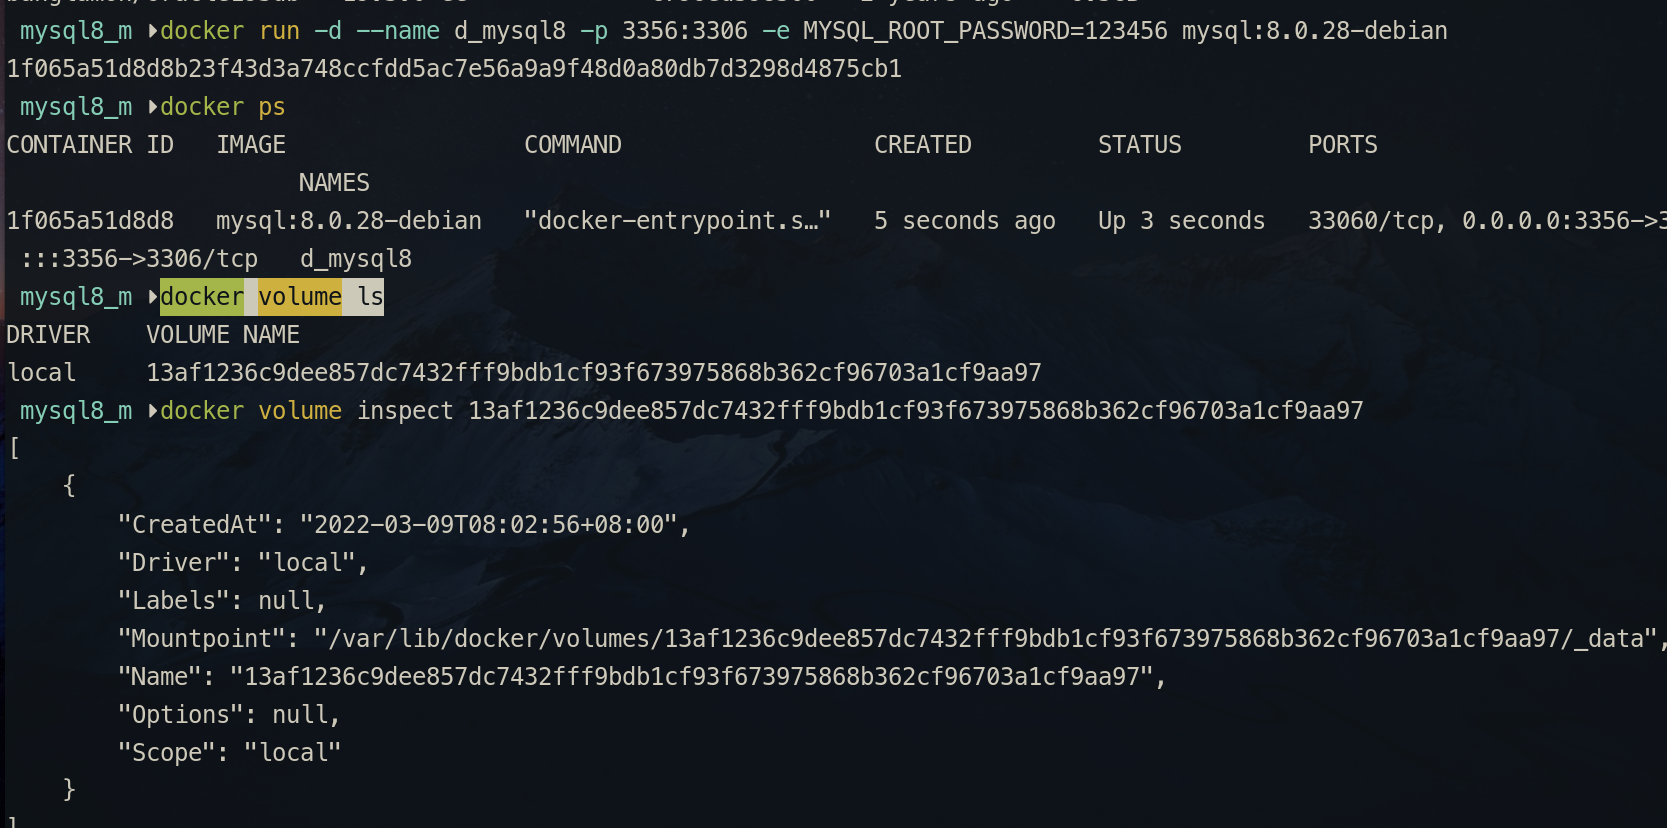 mysql8_m docker run -d --name d_mysql8 -p 3356:3306 -e MYSQL_ROOT_PASSWORD=123456 mysql:8.0.28-debian
1f065a51d8d8b23f43d3a748ccfdd5ac7e56a9a9f48d0a80db7d3298d4875cb1
mysql8_m docker ps
CONTAINER ID   IMAGE                 COMMAND                  CREATED         STATUS         PORTS
NAMES
1f065a51d8d8   mysql:8.0.28-debian   "docker-entrypoint.s…"   5 seconds ago   Up 3 seconds   33060/tcp, 0.0.0.0:3356->3
:::3356->3306/tcp   d_mysql8
mysql8_m docker volume ls
DRIVER    VOLUME NAME
local     13af1236c9dee857dc7432fff9bdb1cf93f673975868b362cf96703a1cf9aa97
mysql8_m docker volume inspect 13af1236c9dee857dc7432fff9bdb1cf93f673975868b362cf96703a1cf9aa97
[
{
"CreatedAt": "2022-03-09T08:02:56+08:00",
"Driver": "local",
"Labels": null,
"Mountpoint": "/var/lib/docker/volumes/13af1236c9dee857dc7432fff9bdb1cf93f673975868b362cf96703a1cf9aa97/_data",
"Name": "13af1236c9dee857dc7432fff9bdb1cf93f673975868b362cf96703a1cf9aa97",
"Options": null,
"Scope": "local"
}
]